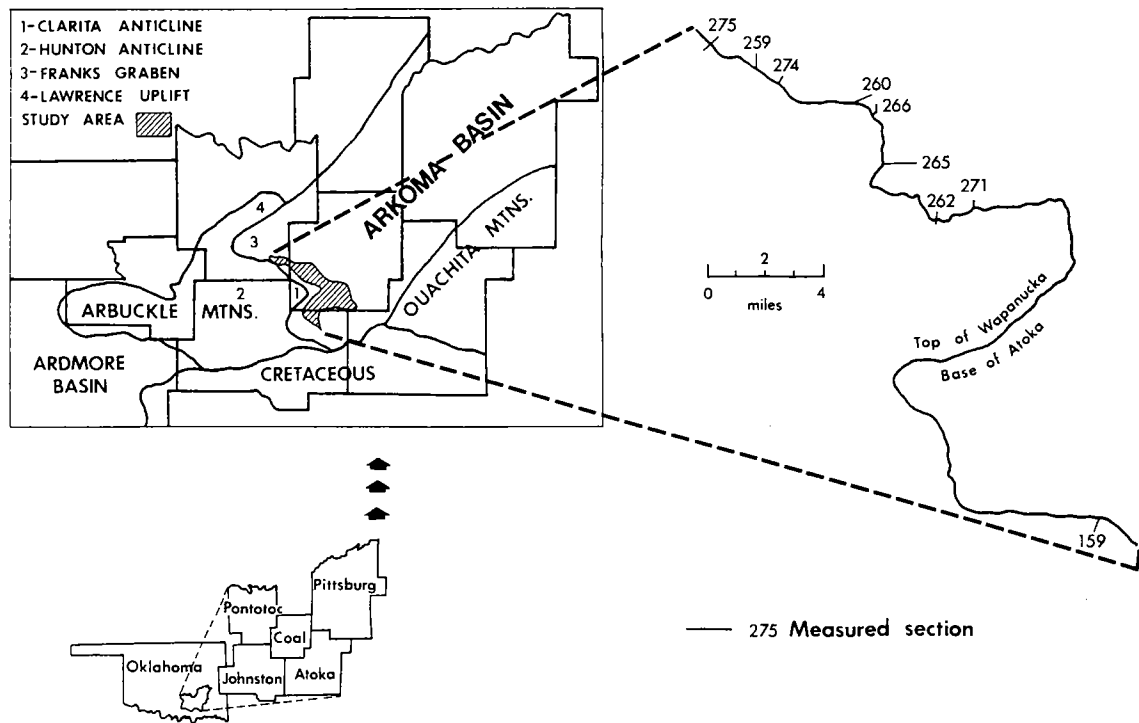 1-CLARITA ANTICLINE
2-HUNTON ANTICLINE
3-FRANKS GRABEN
4-LAWRENCE UPLIFT
STUDY AREA
ARKOMA BASIN
OUACHITA MTNS.
4
3
2
1
ARBUCKLE MTNS.
ARDMORE
BASIN
CRETACEOUS
275
259
274
260
266
265
262
271
2
0 4
miles
Top of Wapanucka
Base of Atoka
159
275 Measured section
Pittsburg
Pontotoc
Coal
Oklahoma
Johnston
Atoka